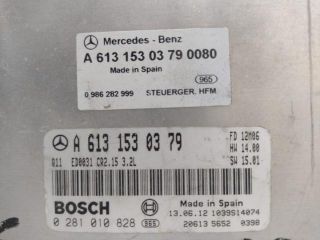 Mercedes - Benz
A 613 153 03 79 0080
Made in Spain
965
0 986 282 999 STEUERGER. HFM
A 613 153 03 79 FD 12M06
Q11 ED0031 CR2.15 3.2L HW 14.00
SW 15.01
BOSCH Made in Spain
13.06.12 1039S14074
0 281 010 828 965 20613 5652 0398